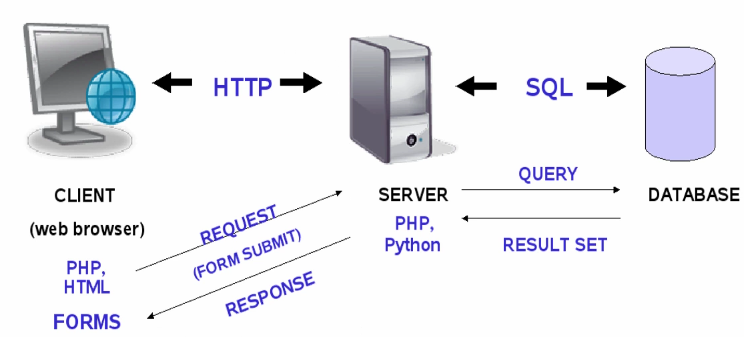 HTTP
SQL
CLIENT
(web browser)
PHP,
HTML
FORMS
REQUEST
(FORM SUBMIT)
RESPONSE
SERVER
PHP,
Python
QUERY
RESULT SET
DATABASE